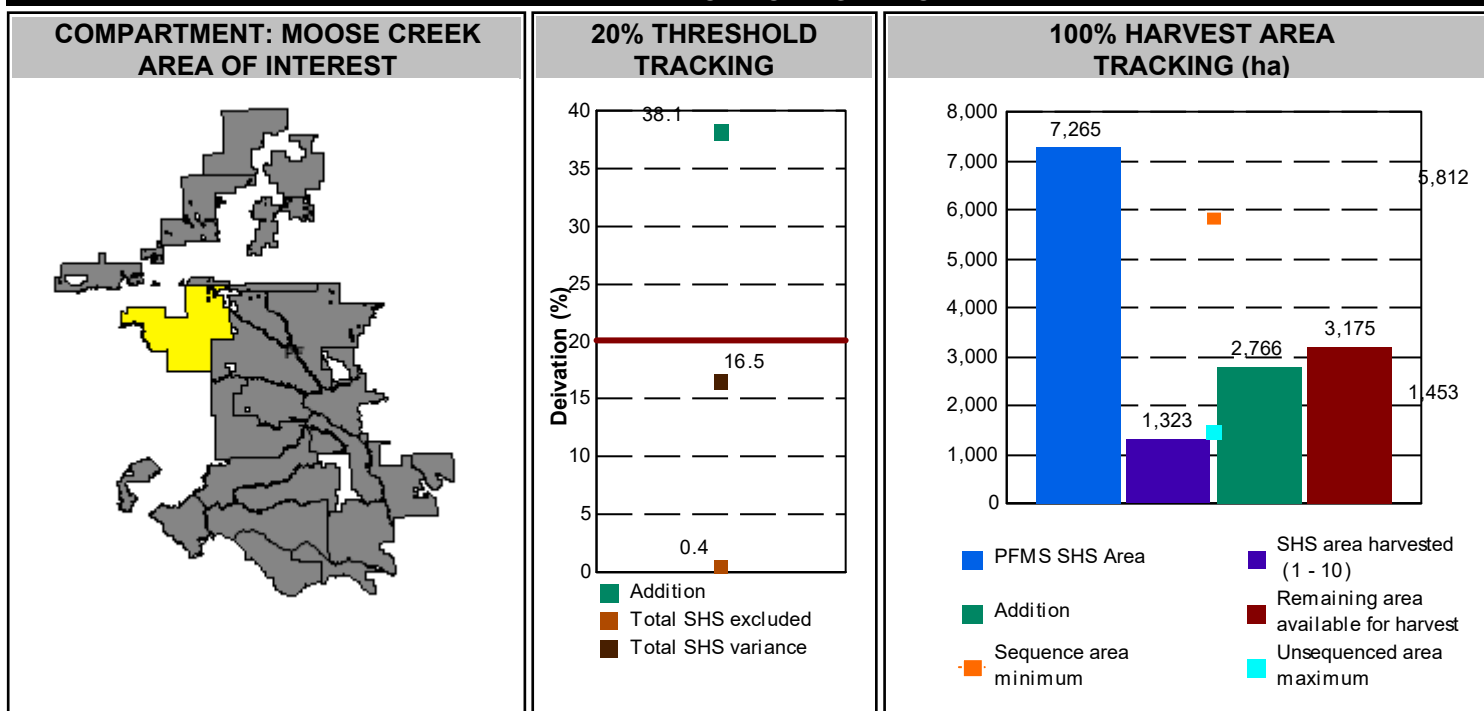 COMPARTMENT: MOOSE CREEK
AREA OF INTEREST
20% THRESHOLD
TRACKING
40
38.1
35
30
25
20
16.5
15
10
5
0.4
0
Deivation (%)
Addition
Total SHS excluded
Total SHS variance
100% HARVEST AREA
TRACKING (ha)
8,000
7,265
7,000
5,812
6,000
5,000
4,000
3,175
3,000
2,766
2,000
1,453
1,323
1,000
0
PFMS SHS Area
SHS area harvested
(1 - 10)
Addition
Remaining area
available for harvest
Sequence area
minimum
Unsequenced area
maximum